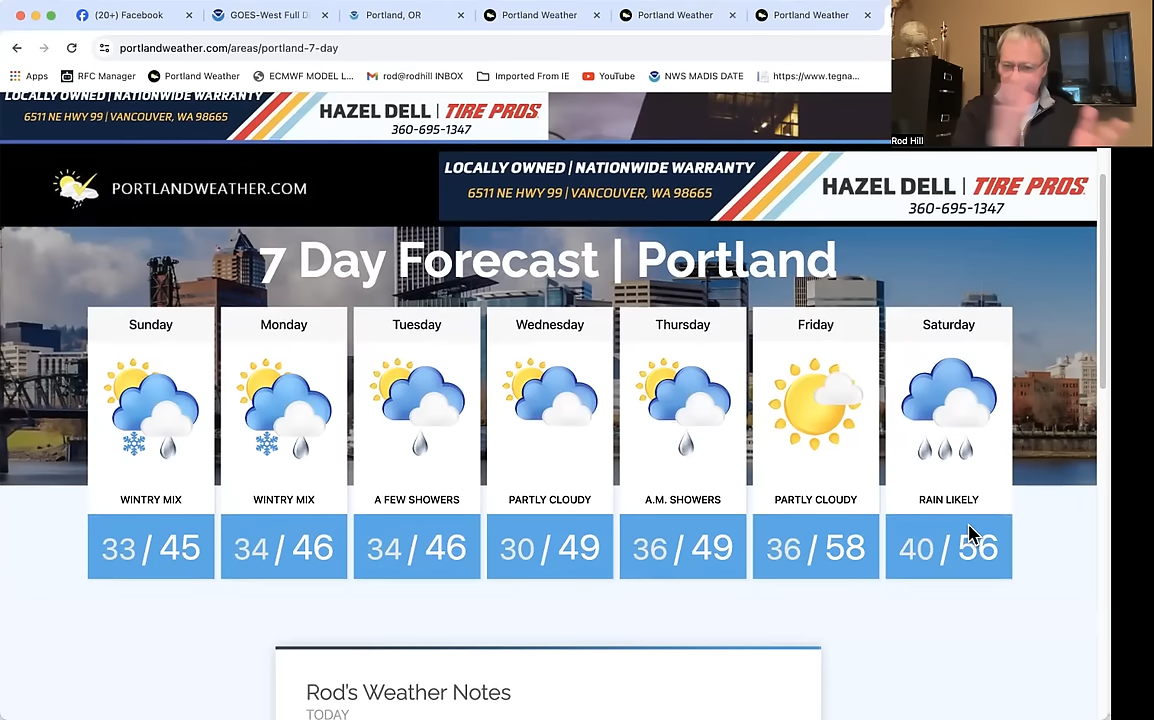 (20+) Facebook
GOES-West Full D
Portland, OR
Portland Weather
Portland Weather
Portland Weather
portlandweather.com/areas/portland-7-day
Apps
RFC Manager
Portland Weather
ECMWF MODEL L...
rod@rodhill INBOX
Imported From IE
YouTube
NWS MADIS DATE
https://www.tegna...
Rod Hill
LOCALLY OWNED | NATIONWIDE WARRANTY
6511 NE HWY 99 | VANCOUVER, WA 98665
HAZEL DELL | TIRE PROS
360-695-1347
PORTLANDWEATHER.COM
LOCALLY OWNED | NATIONWIDE WARRANTY
6511 NE HWY 99 | VANCOUVER, WA 98665
HAZEL DELL | TIRE PROS
360-695-1347
7 Day Forecast | Portland
Sunday
Monday
Tuesday
Wednesday
Thursday
Friday
Saturday
WINTRY MIX
WINTRY MIX
A FEW SHOWERS
PARTLY CLOUDY
A.M. SHOWERS
PARTLY CLOUDY
RAIN LIKELY
33 / 45
34 / 46
34 / 46
30 / 49
36 / 49
36 / 58
40 / 56
Rod's Weather Notes
TODAY